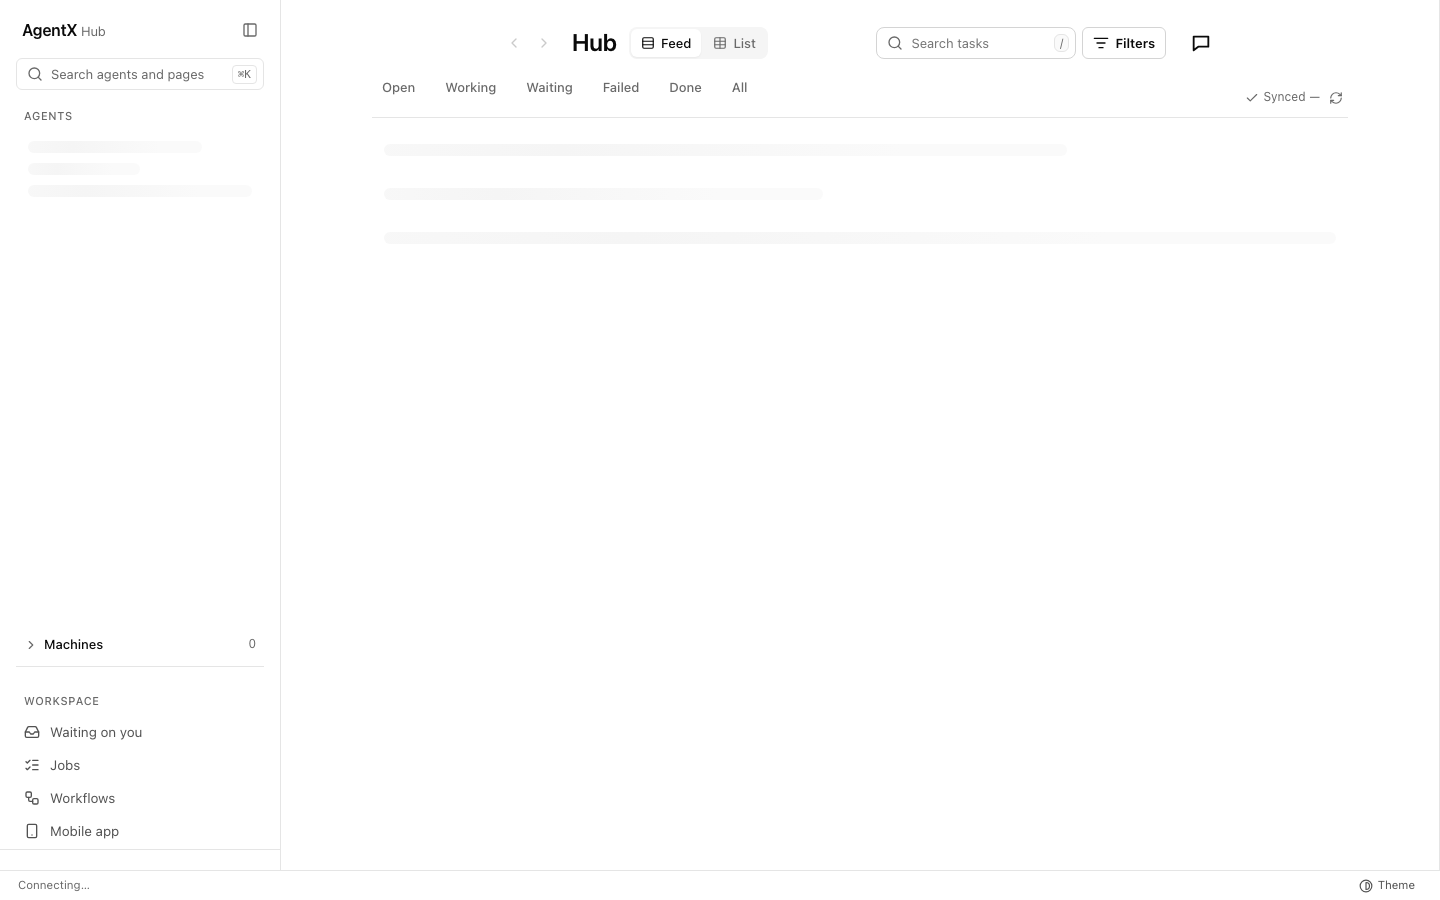 AgentX Hub
Search agents and pages ⌘K
AGENTS
Machines 0
WORKSPACE
Waiting on you
Jobs
Workflows
Mobile app
Connecting...
Hub Feed List
Search tasks / Filters
Open Working Waiting Failed Done All
Synced —
Theme